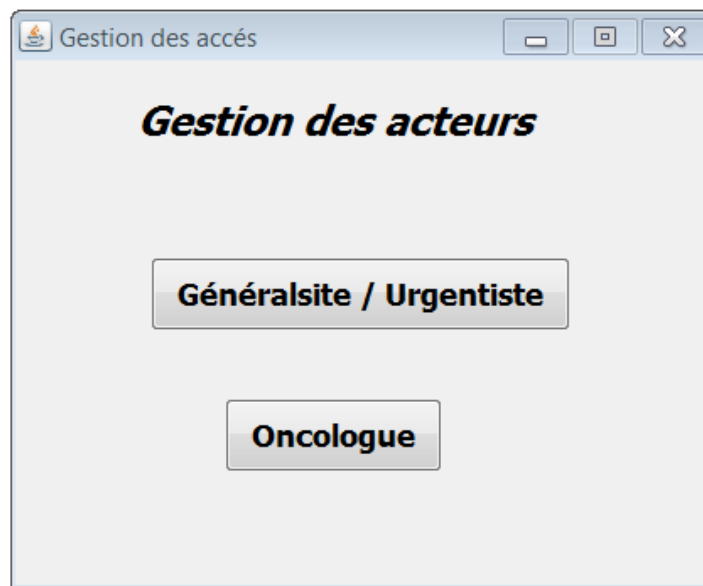 Gestion des accés
Gestion des acteurs
Généralsite / Urgentiste
Oncologue